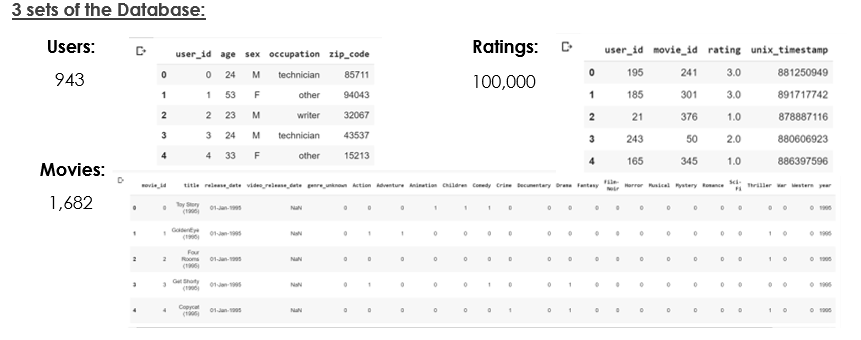 3 sets of the Database:
Users:
943
user_id age sex occupation zip_code
0 0 24 M technician 85711
1 1 53 F other 94043
2 2 23 M writer 32067
3 3 24 M technician 43537
4 4 33 F other 15213
Ratings:
100,000
user_id movie_id rating unix_timestamp
0 195 241 3.0 881250949
1 185 301 3.0 891717742
2 21 376 1.0 878887116
3 243 50 2.0 880606923
4 165 345 1.0 886397596
Movies:
1,682
movie_id title release_date video_release_date genre_unknown Action Adventure Animation Children Comedy Crime Documentary Drama Fantasy Film-Noir Horror Musical Mystery Romance Sci-Fi Thriller War Western year
0 0 Toy Story (1995) 01-Jan-1995 NaN 0 0 0 1 1 1 0 0 0 0 0 0 0 0 0 0 0 0 0 1995
1 1 GoldenEye (1995) 01-Jan-1995 NaN 0 1 1 0 0 0 0 0 0 0 0 0 0 0 0 0 1 0 0 1995
2 2 Four Rooms (1995) 01-Jan-1995 NaN 0 0 0 0 0 0 0 0 0 0 0 0 0 0 0 0 1 0 0 1995
3 3 Get Shorty (1995) 01-Jan-1995 NaN 0 1 0 0 0 1 0 0 1 0 0 0 0 0 0 0 0 0 0 1995
4 4 Copycat (1995) 01-Jan-1995 NaN 0 0 0 0 0 0 1 0 1 0 0 0 0 0 0 0 1 0 0 1995